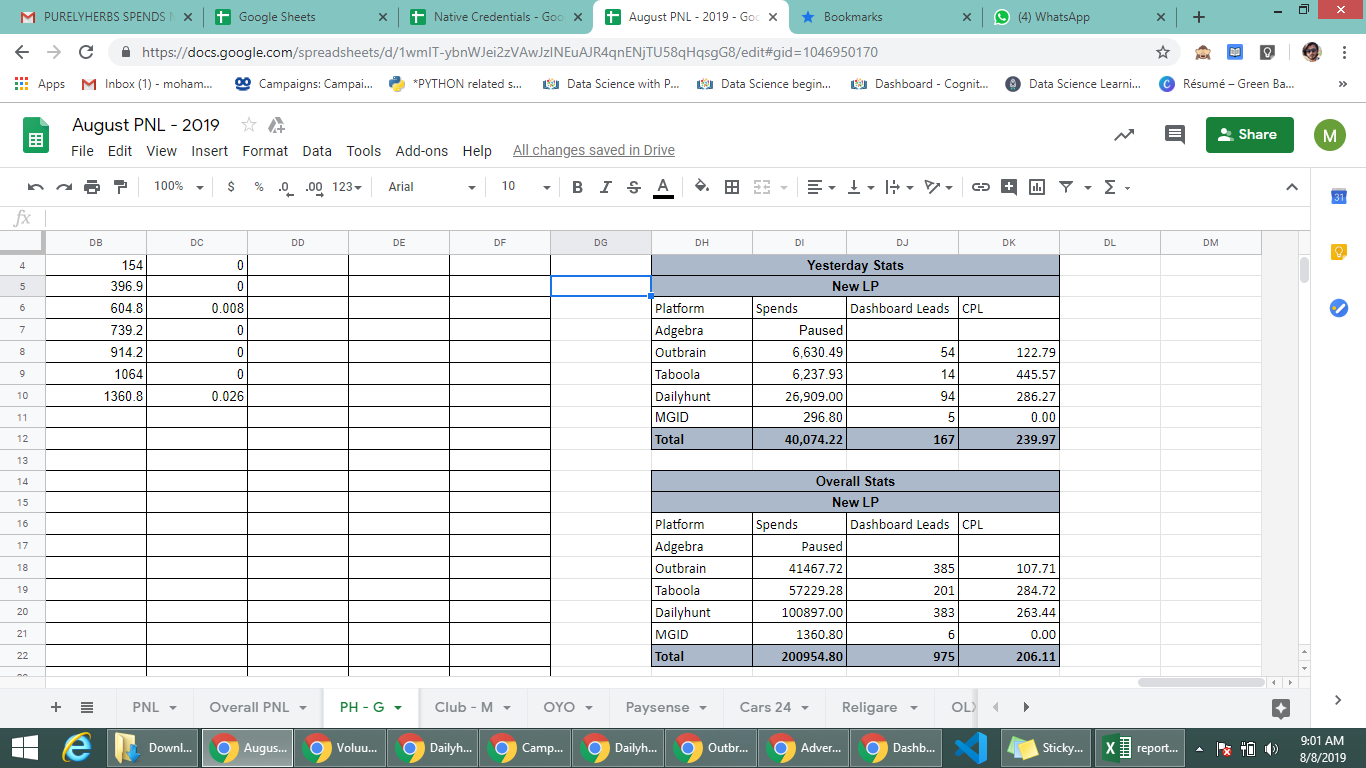 PURELYHERBS SPENDS
Google Sheets
Native Credentials - Goo
August PNL - 2019 - Goo
Bookmarks
(4) WhatsApp
https://docs.google.com/spreadsheets/d/1wmIT-ybnWJei2zVAwJzINEuAJR4qnENjTU58qHqsgG8/edit#gid=1046950170
Apps
Inbox (1) - moham...
Campaigns: Campai...
*PYTHON related s...
Data Science with P...
Data Science begin...
Dashboard - Cognit...
Data Science Learni...
Résumé – Green Ba...
»
August PNL - 2019
File Edit View Insert Format Data Tools Add-ons Help All changes saved in Drive
Share
M
100% $ % .0 .00 123 Arial 10 B I S A Σ
31
fx
DB DC DD DE DF DG DH DI DJ DK DL DM
4 154 0 Yesterday Stats
5 396.9 0 New LP
6 604.8 0.008 Platform Spends Dashboard Leads CPL
7 739.2 0 Adgebra Paused
8 914.2 0 Outbrain 6,630.49 54 122.79
9 1064 0 Taboola 6,237.93 14 445.57
10 1360.8 0.026 Dailyhunt 26,909.00 94 286.27
11 MGID 296.80 5 0.00
12 Total 40,074.22 167 239.97
13
14 Overall Stats
15 New LP
16 Platform Spends Dashboard Leads CPL
17 Adgebra Paused
18 Outbrain 41467.72 385 107.71
19 Taboola 57229.28 201 284.72
20 Dailyhunt 100897.00 383 263.44
21 MGID 1360.80 6 0.00
22 Total 200954.80 975 206.11
PNL Overall PNL PH - G Club - M OYO Paysense Cars 24 Religare OLX
Downl... Augus... Voluu... Dailyh... Camp... Dailyh... Outbr... Adver... Dashb... Sticky... report...
9:01 AM
8/8/2019